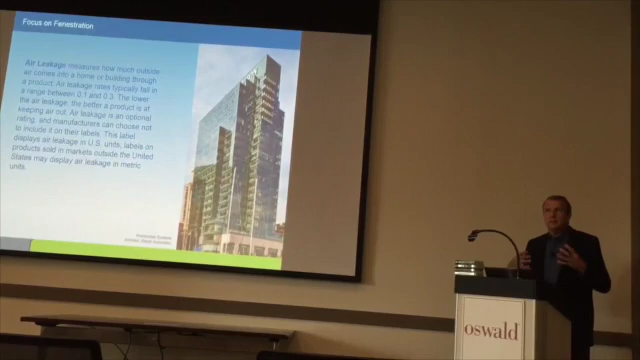 Focus on Fenestration
Air Leakage measures how much outside
air comes into a home or building through
a product. Air leakage rates typically fall in
a range between 0.1 and 0.3. The lower
the air leakage, the better a product is at
keeping air out. Air leakage is an optional
rating, and manufacturers can choose not
to include it on their labels. This label
displays air leakage in U.S. units, labels on
products sold in markets outside the United
States may display air leakage in metric
units.
oswald